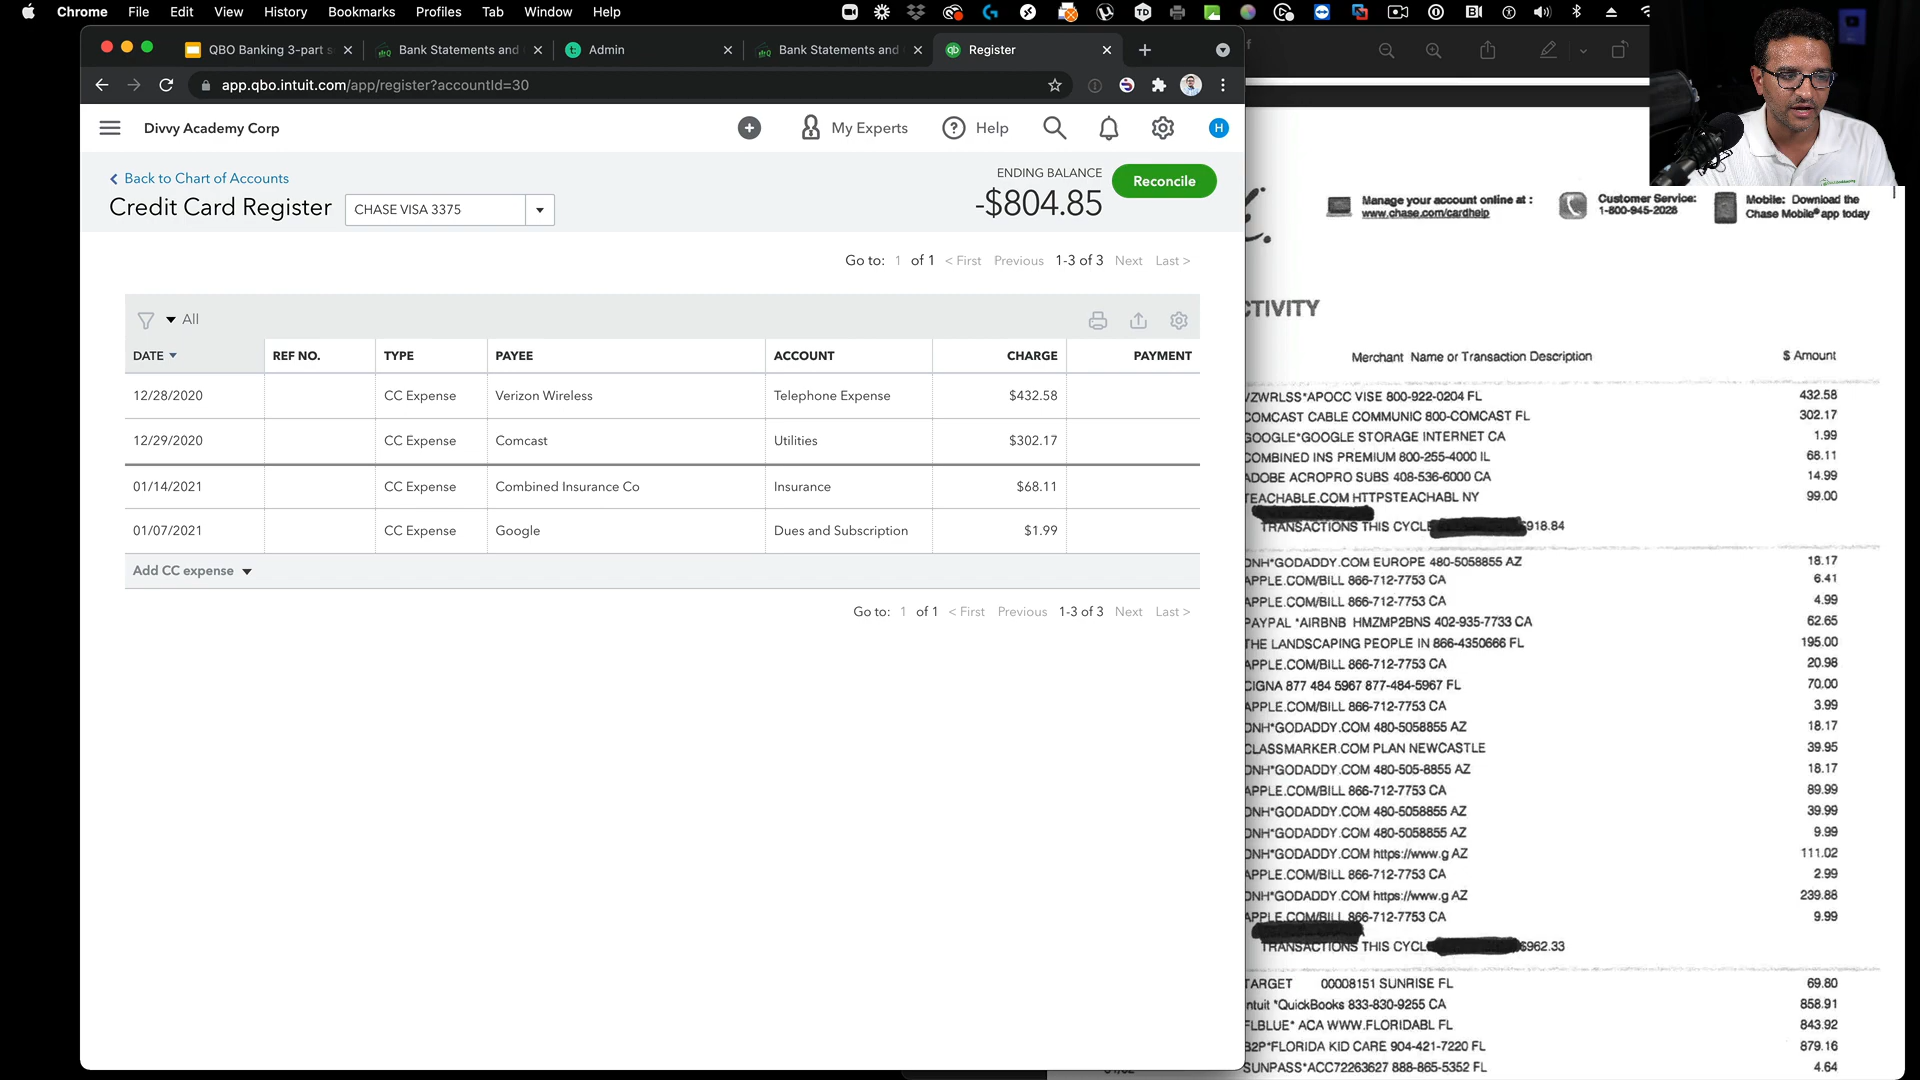 Chrome File Edit View History Bookmarks Profiles Tab Window Help
QBO Banking 3-part s
Bank Statements and
Admin
Bank Statements and
Register
app.qbo.intuit.com/app/register?accountId=30
Divvy Academy Corp
My Experts
Help
H
Back to Chart of Accounts
Credit Card Register
CHASE VISA 3375
ENDING BALANCE
-$804.85
Reconcile
Go to: 1 of 1 < First Previous 1-3 of 3 Next Last >
All
DATE REF NO. TYPE PAYEE ACCOUNT CHARGE PAYMENT
12/28/2020 CC Expense Verizon Wireless Telephone Expense $432.58
12/29/2020 CC Expense Comcast Utilities $302.17
01/14/2021 CC Expense Combined Insurance Co Insurance $68.11
01/07/2021 CC Expense Google Dues and Subscription $1.99
Add CC expense
Go to: 1 of 1 < First Previous 1-3 of 3 Next Last >
Manage your account online at :
www.chase.com/cardhelp
Customer Service:
1-800-945-2028
Mobile: Download the
Chase Mobile® app today
CTIVITY
Merchant Name or Transaction Description $ Amount
VZWRLSS*APOCC VISE 800-922-0204 FL 432.58
COMCAST CABLE COMMUNIC 800-COMCAST FL 302.17
GOOGLE*GOOGLE STORAGE INTERNET CA 1.99
COMBINED INS PREMIUM 800-255-4000 IL 68.11
ADOBE ACROPRO SUBS 408-536-6000 CA 14.99
TEACHABLE.COM HTTPSTEACHABL NY 99.00
TRANSACTIONS THIS CYCL $918.84
DNH*GODADDY.COM EUROPE 480-5058855 AZ 18.17
APPLE.COM/BILL 866-712-7753 CA 6.41
APPLE.COM/BILL 866-712-7753 CA 4.99
PAYPAL *AIRBNB HMZMP2BNS 402-935-7733 CA 62.65
THE LANDSCAPING PEOPLE IN 866-4350666 FL 195.00
APPLE.COM/BILL 866-712-7753 CA 20.98
CIGNA 877 484 5967 877-484-5967 FL 70.00
APPLE.COM/BILL 866-712-7753 CA 3.99
DNH*GODADDY.COM 480-5058855 AZ 18.17
CLASSMARKER.COM PLAN NEWCASTLE 39.95
DNH*GODADDY.COM 480-505-8855 AZ 18.17
APPLE.COM/BILL 866-712-7753 CA 89.99
DNH*GODADDY.COM 480-5058855 AZ 39.99
DNH*GODADDY.COM 480-5058855 AZ 9.99
DNH*GODADDY.COM https://www.g AZ 111.02
APPLE.COM/BILL 866-712-7753 CA 2.99
DNH*GODADDY.COM https://www.g AZ 239.88
APPLE.COM/BILL 866-712-7753 CA 9.99
TRANSACTIONS THIS CYCL $962.33
TARGET 00008151 SUNRISE FL 69.80
ntuit *QuickBooks 833-830-9255 CA 858.91
FLBLUE* ACA WWW.FLORIDABL FL 843.92
B2P*FLORIDA KID CARE 904-421-7220 FL 879.16
SUNPASS*ACC72263627 888-865-5352 FL 4.64